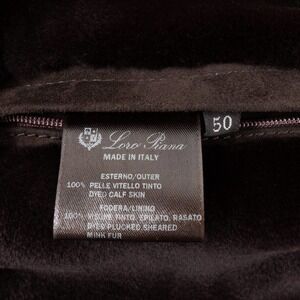 Loro Piana
MADE IN ITALY
50
ESTERNO/OUTER
100% PELLE VITELLO TINTO
DYED CALF SKIN
FODERA/LINING
100% VISONE TINTO, EPILATO, RASATO
DYED PLUCKED SHEARED
MINK FUR